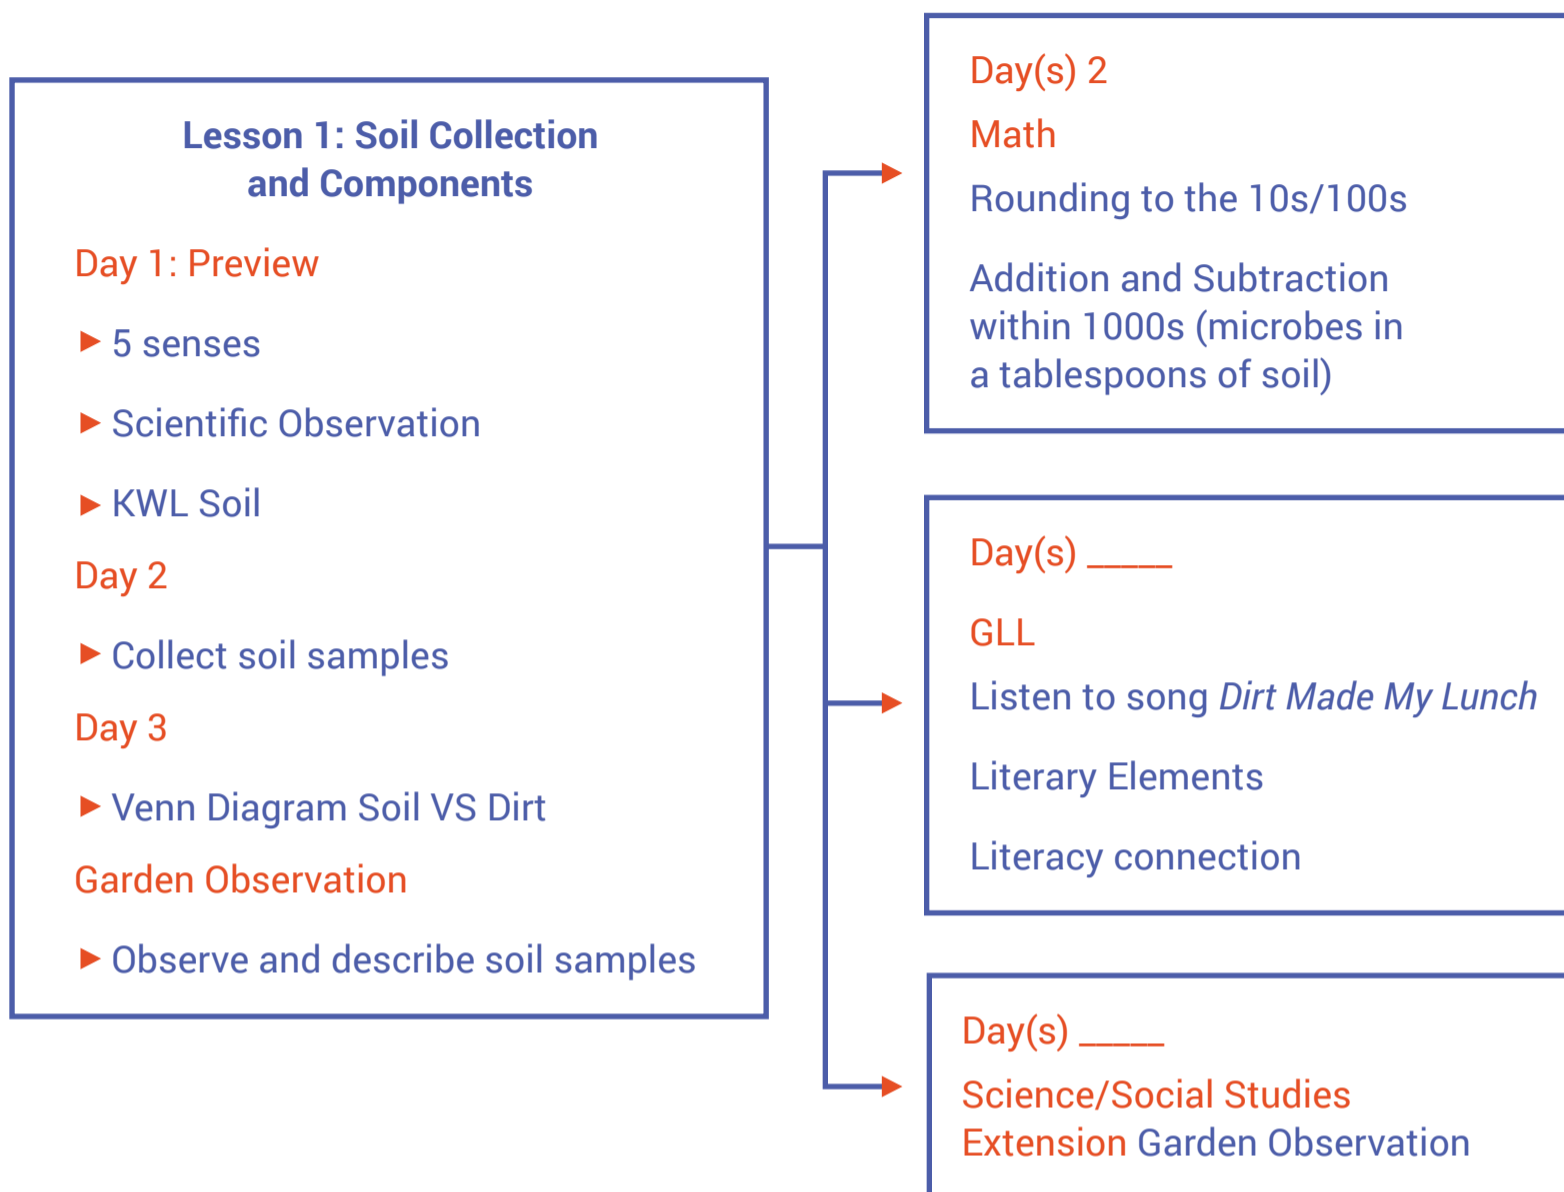 Lesson 1: Soil Collection
and Components
Day 1: Preview
► 5 senses
► Scientific Observation
► KWL Soil
Day 2
► Collect soil samples
Day 3
► Venn Diagram Soil VS Dirt
Garden Observation
► Observe and describe soil samples
Day(s) 2
Math
Rounding to the 10s/100s
Addition and Subtraction
within 1000s (microbes in
a tablespoons of soil)
Day(s) _____
GLL
Listen to song Dirt Made My Lunch
Literary Elements
Literacy connection
Day(s) _____
Science/Social Studies
Extension Garden Observation